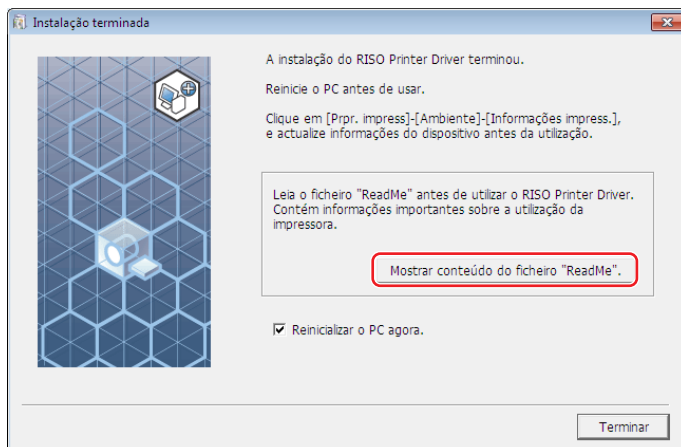 Instalação terminada
A instalação do RISO Printer Driver terminou.
Reinicie o PC antes de usar.
Clique em [Prpr. impress]-[Ambiente]-[Informações impress.],
e actualize informações do dispositivo antes da utilização.
Leia o ficheiro "ReadMe" antes de utilizar o RISO Printer Driver.
Contém informações importantes sobre a utilização da
impressora.
Mostrar conteúdo do ficheiro "ReadMe".
Reinicializar o PC agora.
Terminar